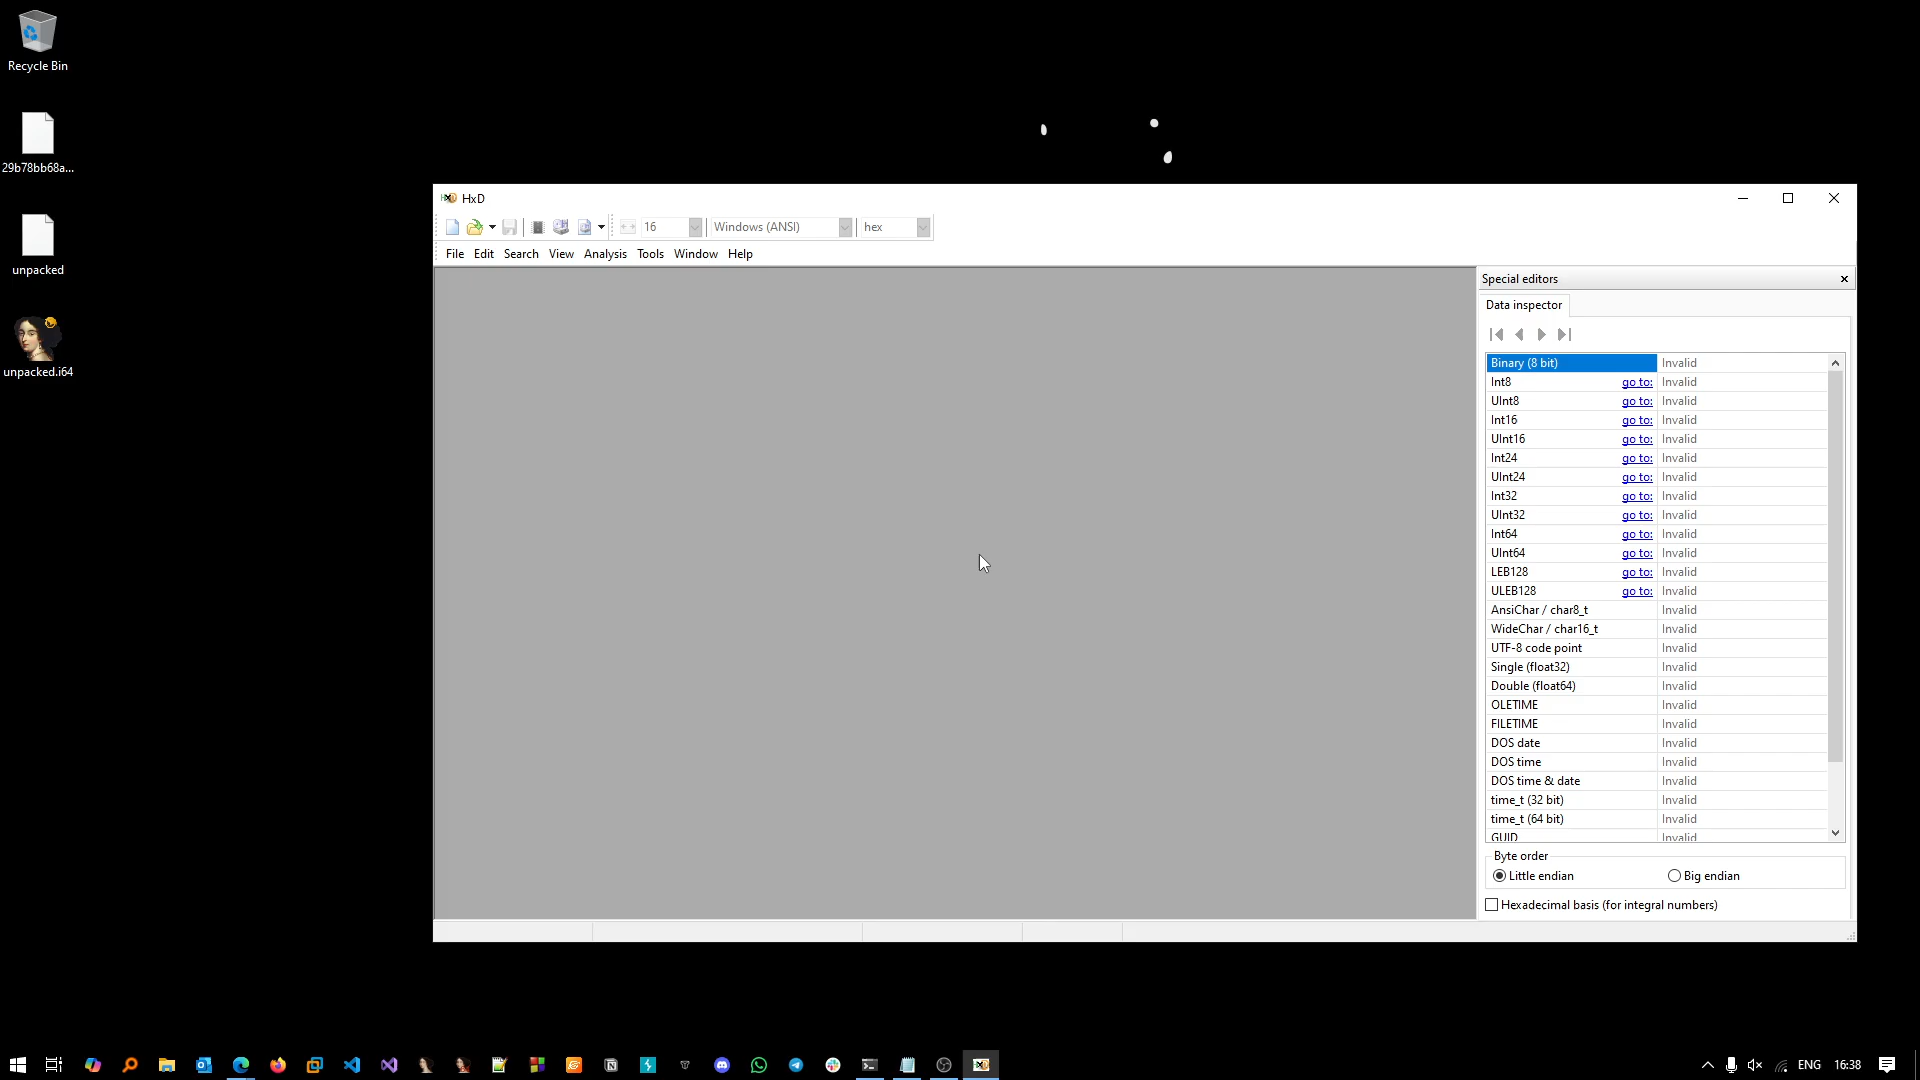 Recycle Bin
29b78bb68a...
unpacked
unpacked.i64
HxD
16
Windows (ANSI)
hex
File Edit Search View Analysis Tools Window Help
Special editors
Data inspector
Binary (8 bit) Invalid
Int8 go to: Invalid
UInt8 go to: Invalid
Int16 go to: Invalid
UInt16 go to: Invalid
Int24 go to: Invalid
UInt24 go to: Invalid
Int32 go to: Invalid
UInt32 go to: Invalid
Int64 go to: Invalid
UInt64 go to: Invalid
LEB128 go to: Invalid
ULEB128 go to: Invalid
AnsiChar / char8_t Invalid
WideChar / char16_t Invalid
UTF-8 code point Invalid
Single (float32) Invalid
Double (float64) Invalid
OLETIME Invalid
FILETIME Invalid
DOS date Invalid
DOS time Invalid
DOS time & date Invalid
time_t (32 bit) Invalid
time_t (64 bit) Invalid
GUID Invalid
Byte order
Little endian Big endian
Hexadecimal basis (for integral numbers)
ENG 16:38